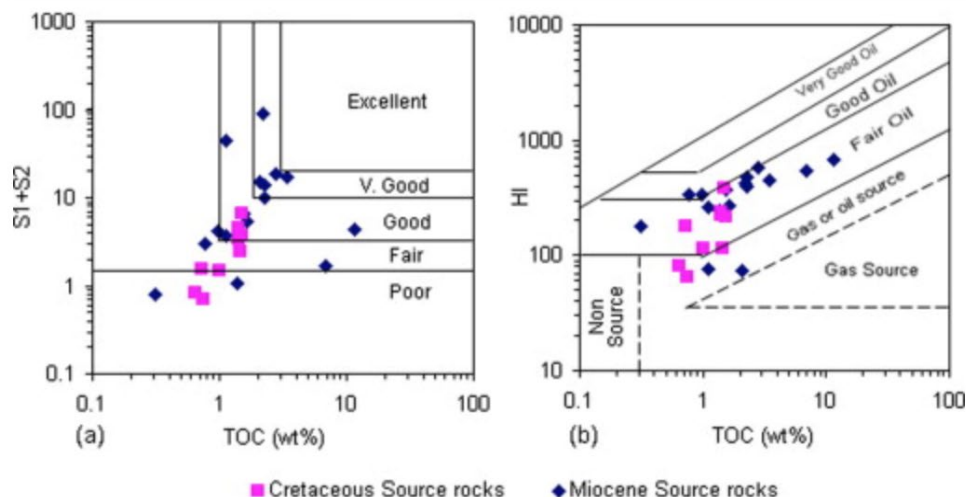 1000
100
10
1
0.1
S1+S2
Excellent
V. Good
Good
Fair
Poor
0.1
1
10
100
(a)
TOC (wt%)
10000
1000
100
10
HI
Very Good Oil
Good Oil
Fair Oil
Gas or oil source
Gas Source
Non
Source
0.1
1
10
100
(b)
TOC (wt%)
Cretaceous Source rocks
Miocene Source rocks